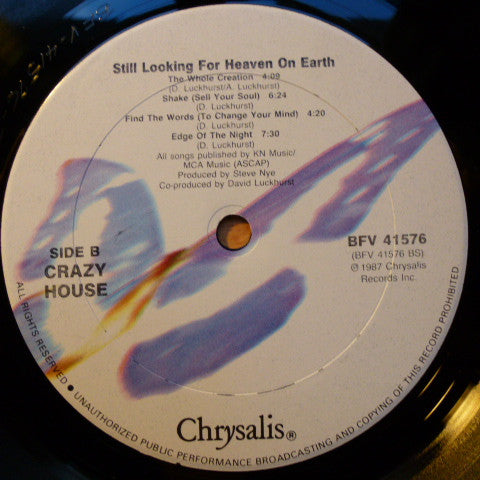 Still Looking For Heaven On Earth
The Whole Creation 4:09
(D. Luckhurst/A. Luckhurst)
Shake (Sell Your Soul) 6:24
(D. Luckhurst)
Find The Words (To Change Your Mind) 4:20
(D. Luckhurst)
Edge Of The Night 7:30
(D. Luckhurst)
All songs published by KN Music/
MCA Music (ASCAP)
Produced by Steve Nye
Co-produced by David Luckhurst
SIDE B
CRAZY
HOUSE
BFV 41576
(BFV 41576 BS)
℗ 1987 Chrysalis
Records Inc.
Chrysalis®
ALL RIGHTS RESERVED • UNAUTHORIZED PUBLIC PERFORMANCE BROADCASTING AND COPYING OF THIS RECORD PROHIBITED